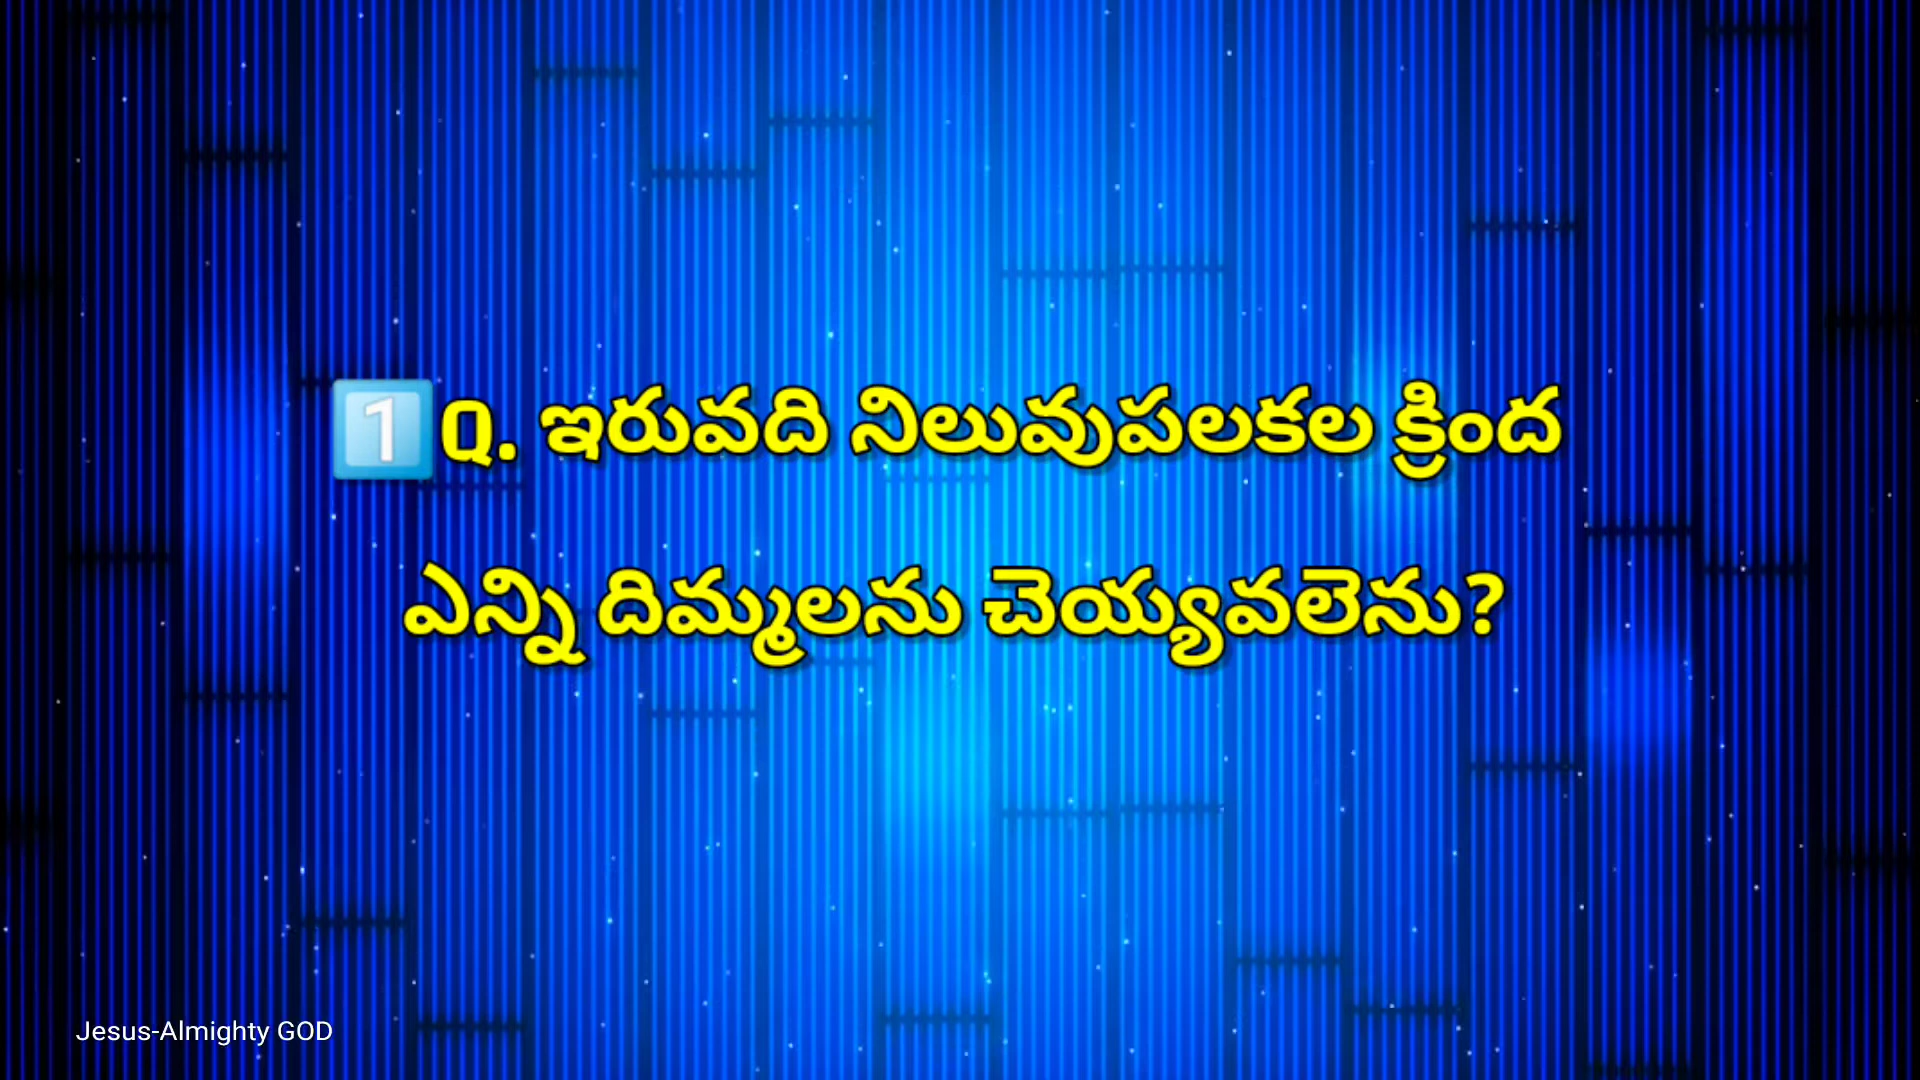 1️⃣Q. ఇరువది నిలువుపలకల క్రింద
ఎన్ని దిమ్మలను చెయ్యవలెను?
Jesus-Almighty GOD